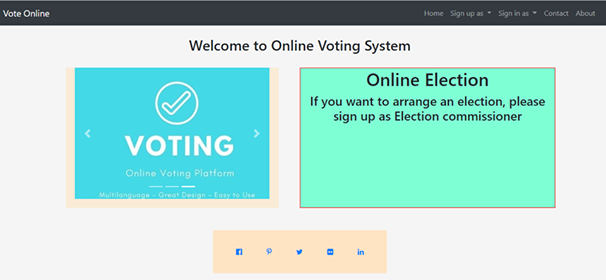 Vote Online
Home Sign up as Sign in as Contact About
Welcome to Online Voting System
VOTING
Online Voting Platform
Multilanguage – Great Design – Easy to Use
Online Election
If you want to arrange an election, please
sign up as Election commissioner